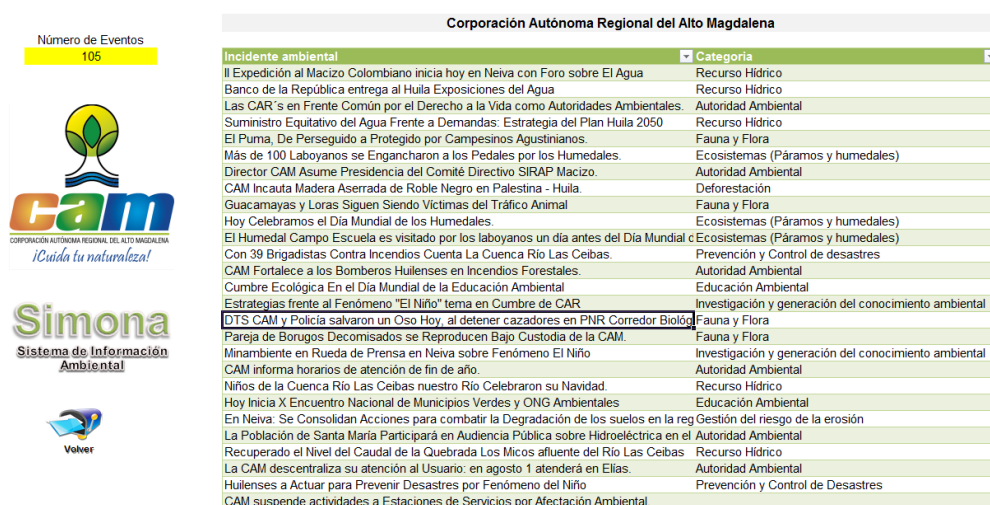 Corporación Autónoma Regional del Alto Magdalena
Número de Eventos
105
Incidente ambiental Categoria
II Expedición al Macizo Colombiano inicia hoy en Neiva con Foro sobre El Agua Recurso Hídrico
Banco de la República entrega al Huila Exposiciones del Agua Recurso Hídrico
Las CAR´s en Frente Común por el Derecho a la Vida como Autoridades Ambientales. Autoridad Ambiental
Suministro Equitativo del Agua Frente a Demandas: Estrategia del Plan Huila 2050 Recurso Hídrico
El Puma, De Perseguido a Protegido por Campesinos Agustinianos. Fauna y Flora
Más de 100 Laboyanos se Engancharon a los Pedales por los Humedales. Ecosistemas (Páramos y humedales)
Director CAM Asume Presidencia del Comité Directivo SIRAP Macizo. Autoridad Ambiental
CAM Incauta Madera Aserrada de Roble Negro en Palestina - Huila. Deforestación
Guacamayas y Loras Siguen Siendo Víctimas del Tráfico Animal Fauna y Flora
Hoy Celebramos el Día Mundial de los Humedales. Ecosistemas (Páramos y humedales)
El Humedal Campo Escuela es visitado por los laboyanos un día antes del Día Mundial d Ecosistemas (Páramos y humedales)
Con 39 Brigadistas Contra Incendios Cuenta La Cuenca Río Las Ceibas. Prevención y Control de desastres
CAM Fortalece a los Bomberos Huilenses en Incendios Forestales. Autoridad Ambiental
Cumbre Ecológica En el Día Mundial de la Educación Ambiental Educación Ambiental
Estrategias frente al Fenómeno "El Niño" tema en Cumbre de CAR Investigación y generación del conocimiento ambiental
DTS CAM y Policía salvaron un Oso Hoy, al detener cazadores en PNR Corredor Biológ Fauna y Flora
Pareja de Borugos Decomisados se Reproducen Bajo Custodia de la CAM. Fauna y Flora
Minambiente en Rueda de Prensa en Neiva sobre Fenómeno El Niño Investigación y generación del conocimiento ambiental
CAM informa horarios de atención de fin de año. Autoridad Ambiental
Niños de la Cuenca Río Las Ceibas nuestro Río Celebraron su Navidad. Recurso Hídrico
Hoy Inicia X Encuentro Nacional de Municipios Verdes y ONG Ambientales Educación Ambiental
En Neiva: Se Consolidan Acciones para combatir la Degradación de los suelos en la reg Gestión del riesgo de la erosión
La Población de Santa María Participará en Audiencia Pública sobre Hidroeléctrica en el Autoridad Ambiental
Recuperado el Nivel del Caudal de la Quebrada Los Micos afluente del Río Las Ceibas Recurso Hídrico
La CAM descentraliza su atención al Usuario: en agosto 1 atenderá en Elías. Autoridad Ambiental
Huilenses a Actuar para Prevenir Desastres por Fenómeno del Niño Prevención y Control de Desastres
CAM suspende actividades a Estaciones de Servicios por Afectación Ambiental.
cam
CORPORACIÓN AUTÓNOMA REGIONAL DEL ALTO MAGDALENA
¡Cuida tu naturaleza!
Simona
Sistema de Información
Ambiental
Volver